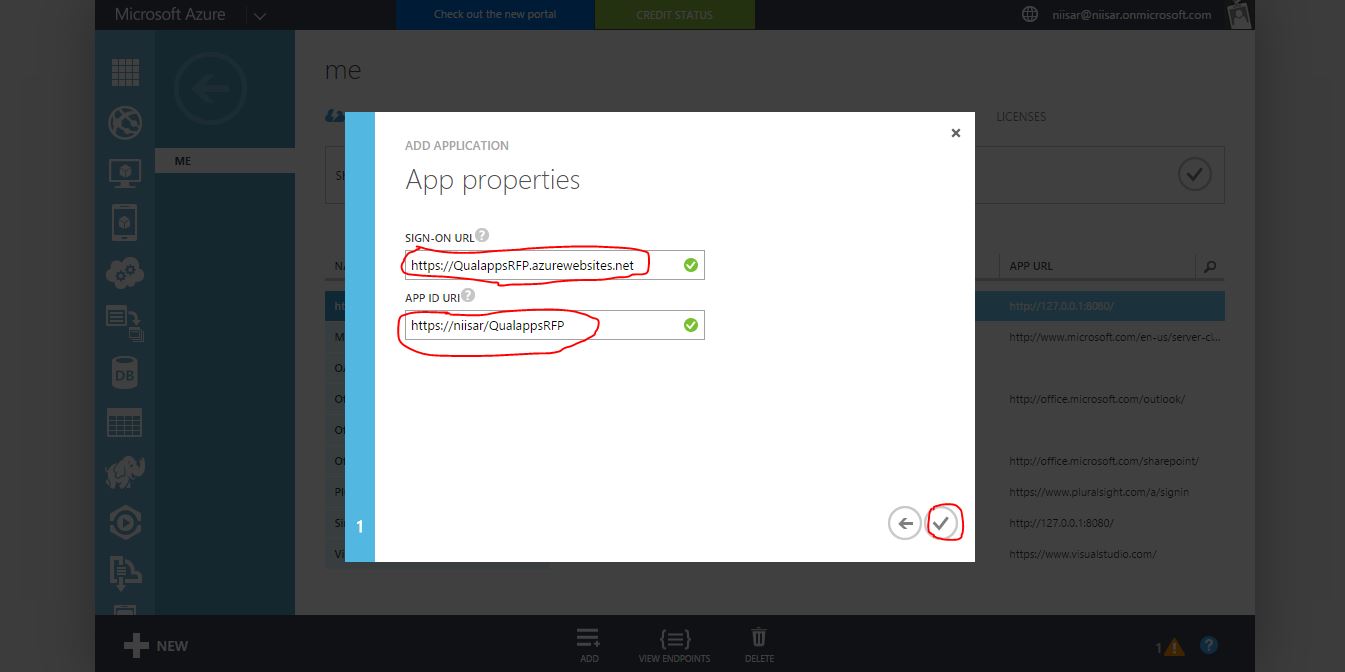 Microsoft Azure
Check out the new portal
CREDIT STATUS
niisar@niisar.onmicrosoft.com
me
ME
LICENSES
ADD APPLICATION
App properties
SIGN-ON URL
https://QualappsRFP.azurewebsites.net
APP ID URI
https://niisar/QualappsRFP
APP URL
http://127.0.0.1:8080/
http://www.microsoft.com/en-us/server-cl...
http://office.microsoft.com/outlook/
http://office.microsoft.com/sharepoint/
https://www.pluralsight.com/a/signin
http://127.0.0.1:8080/
https://www.visualstudio.com/
DB
1
NEW
ADD
VIEW ENDPOINTS
DELETE
1